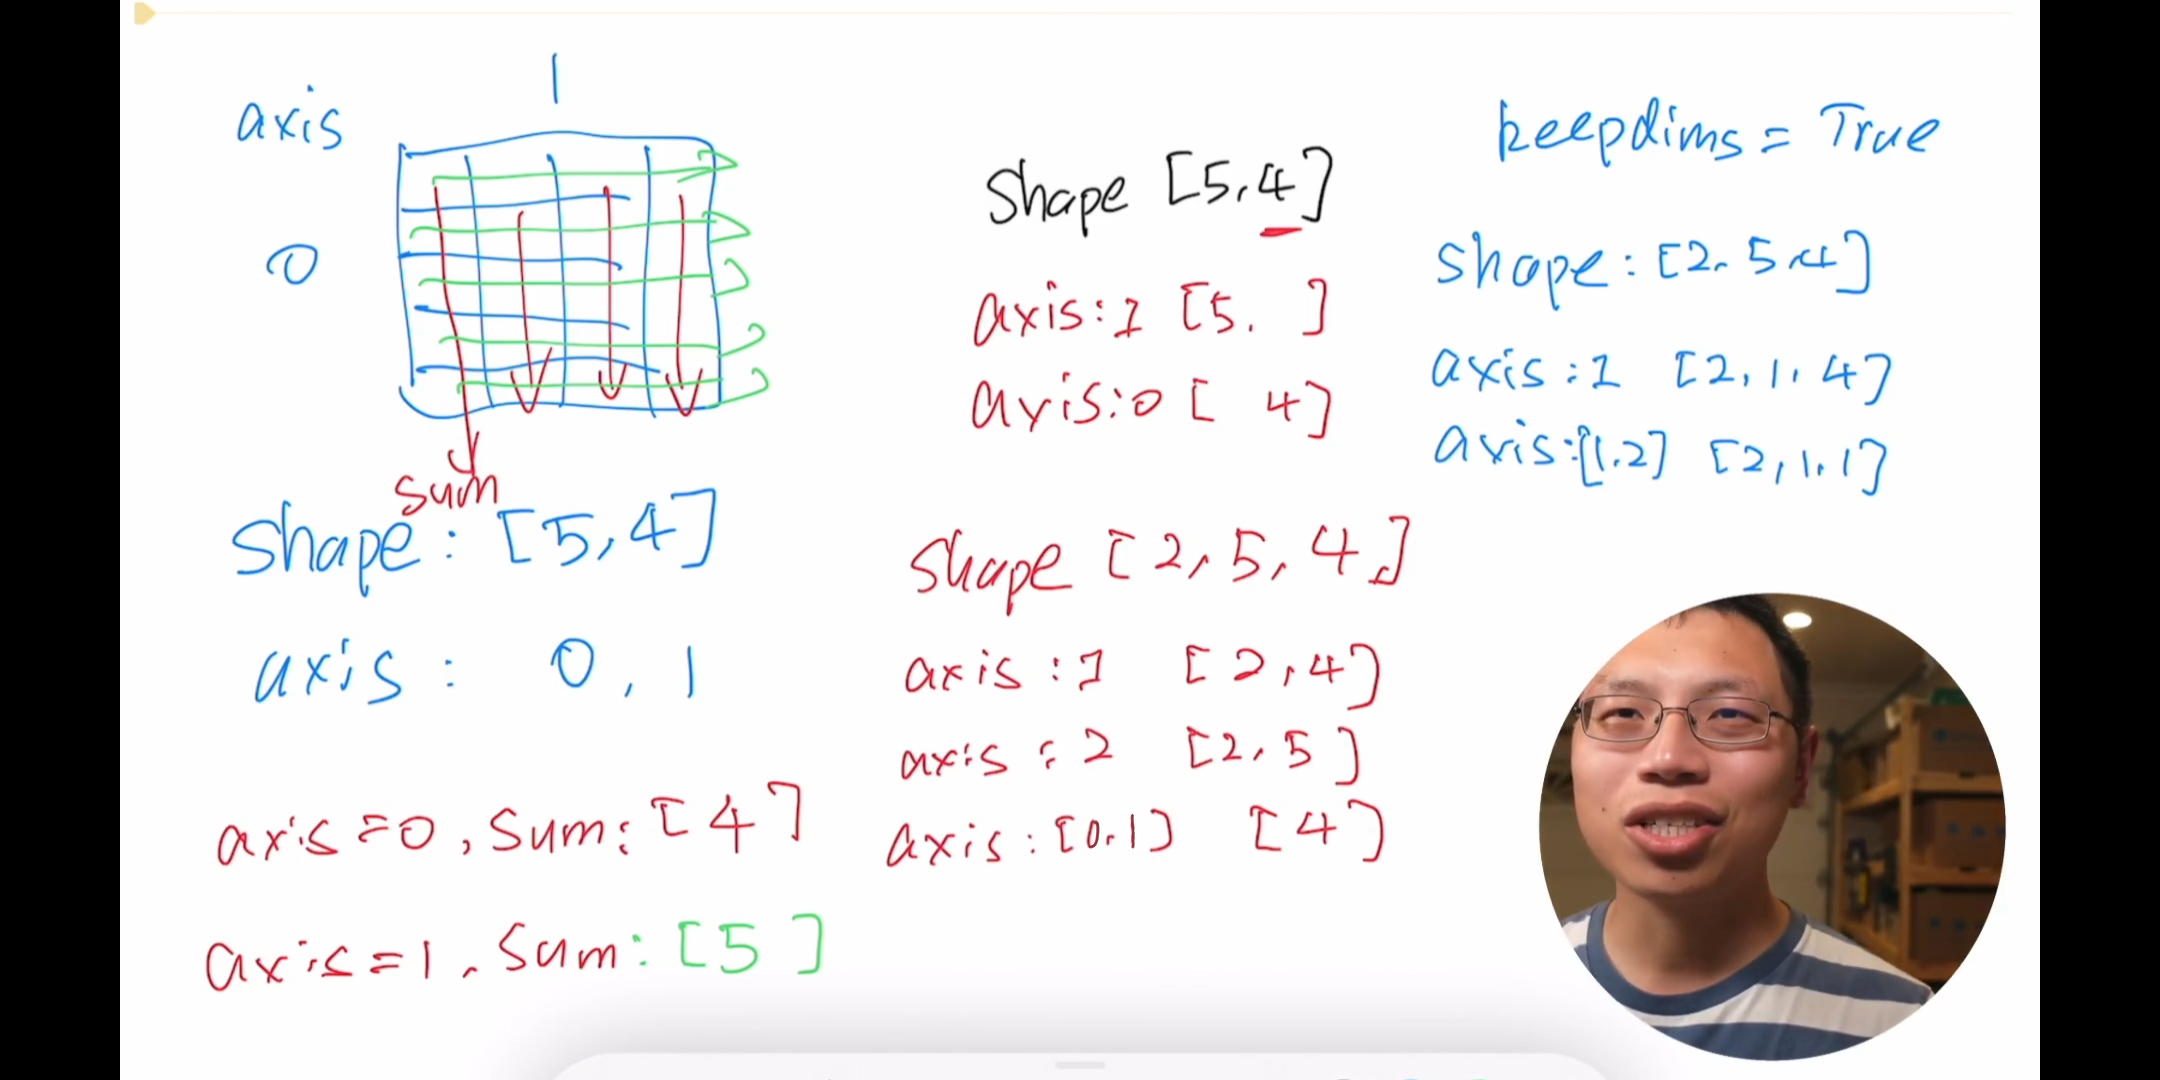 axis
1
0
sum
shape: [5,4]
axis: 0, 1
axis=0, sum: [4]
axis=1, sum: [5 ]
shape [5,4]
axis:1 [5, ]
axis:0 [ 4]
shape [2,5,4]
axis:1 [2,4]
axis:2 [2,5]
axis:[0,1] [4]
keepdims=True
shape:[2,5,4]
axis:1 [2,1,4]
axis:[1,2] [2,1,1]